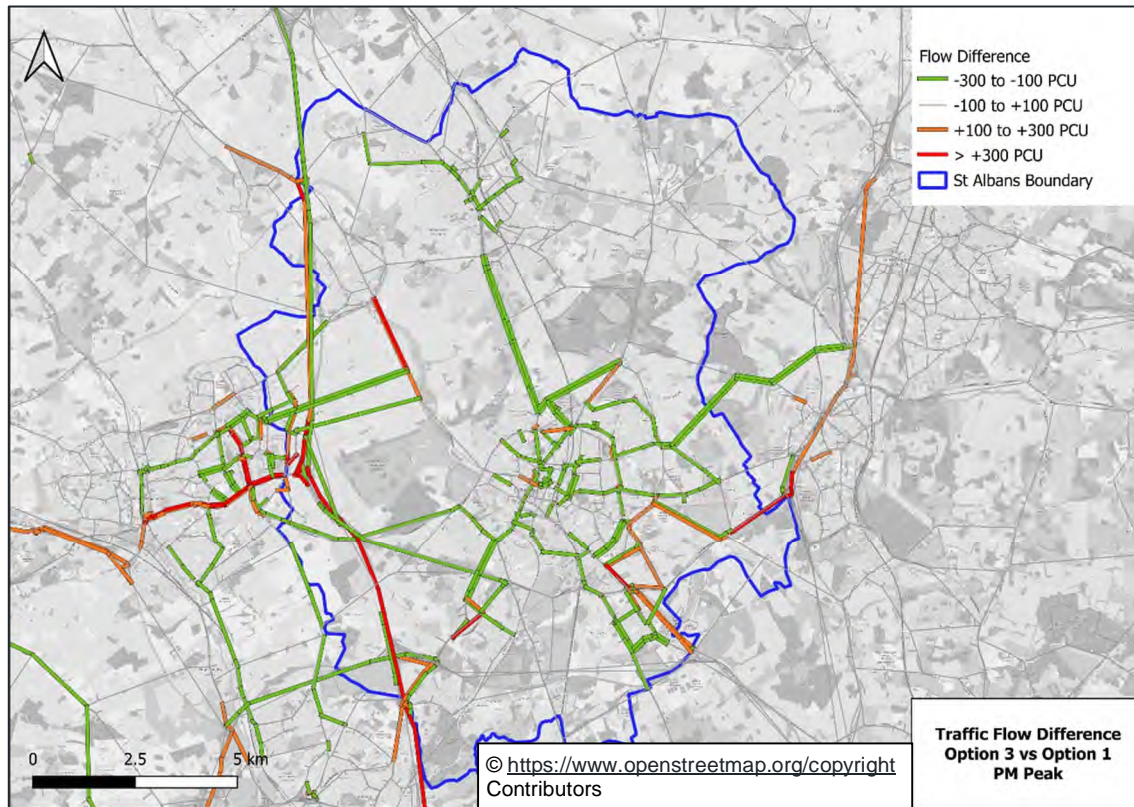 Flow Difference
-300 to -100 PCU
-100 to +100 PCU
+100 to +300 PCU
> +300 PCU
St Albans Boundary
0 2.5 5 km
© https://www.openstreetmap.org/copyright
Contributors
Traffic Flow Difference
Option 3 vs Option 1
PM Peak